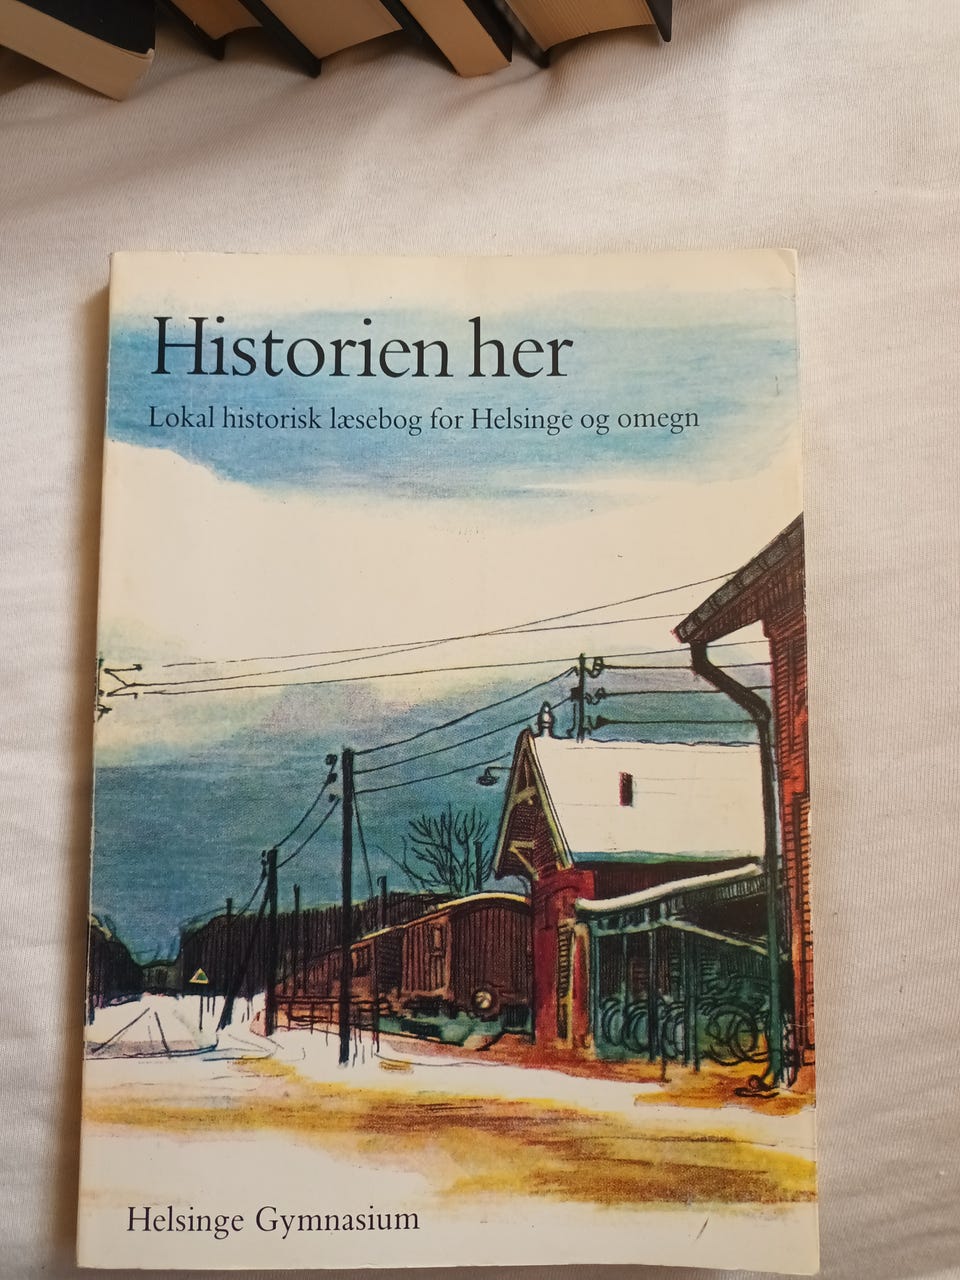 Historien her
Lokal historisk læsebog for Helsinge og omegn
Helsinge Gymnasium